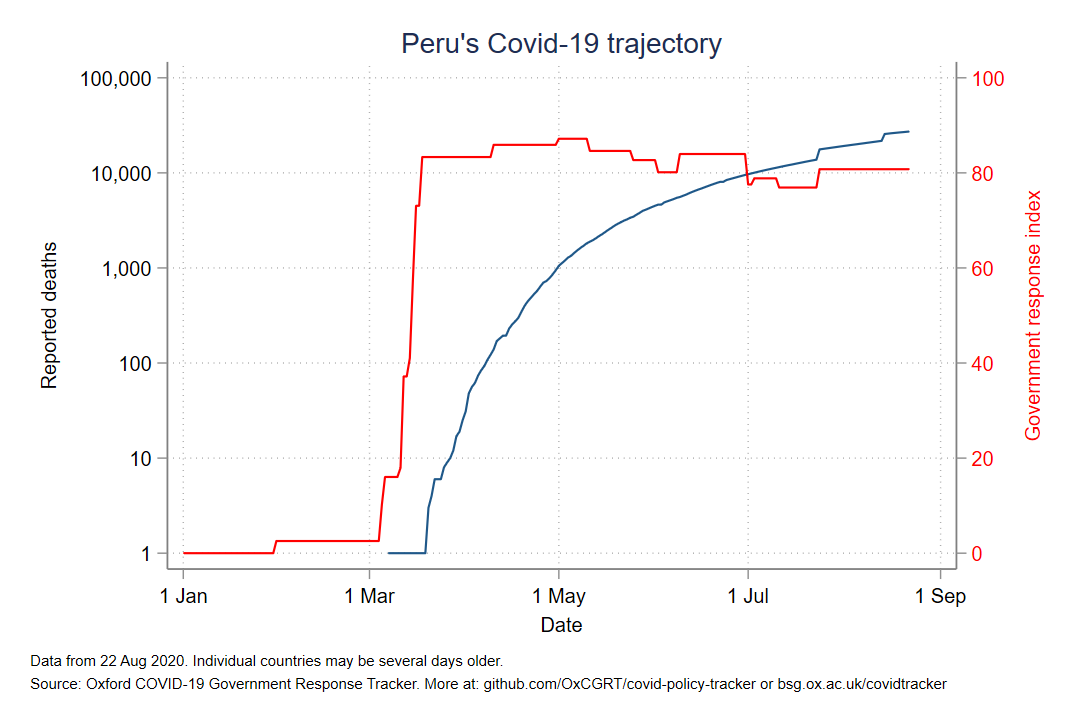 Peru's Covid-19 trajectory
100,000
10,000
1,000
100
10
1
Reported deaths
100
80
60
40
20
0
Government response index
1 Jan
1 Mar
1 May
1 Jul
1 Sep
Date
Data from 22 Aug 2020. Individual countries may be several days older.
Source: Oxford COVID-19 Government Response Tracker. More at: github.com/OxCGRT/covid-policy-tracker or bsg.ox.ac.uk/covidtracker